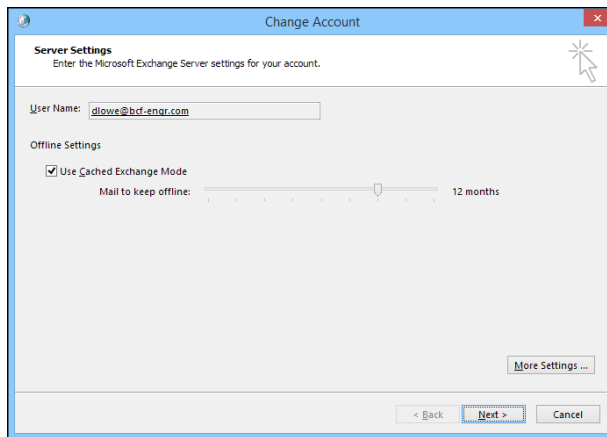 Change Account
Server Settings
Enter the Microsoft Exchange Server settings for your account.
User Name: dlowe@bcf-engr.com
Offline Settings
Use Cached Exchange Mode
Mail to keep offline: 12 months
More Settings ...
< Back Next > Cancel